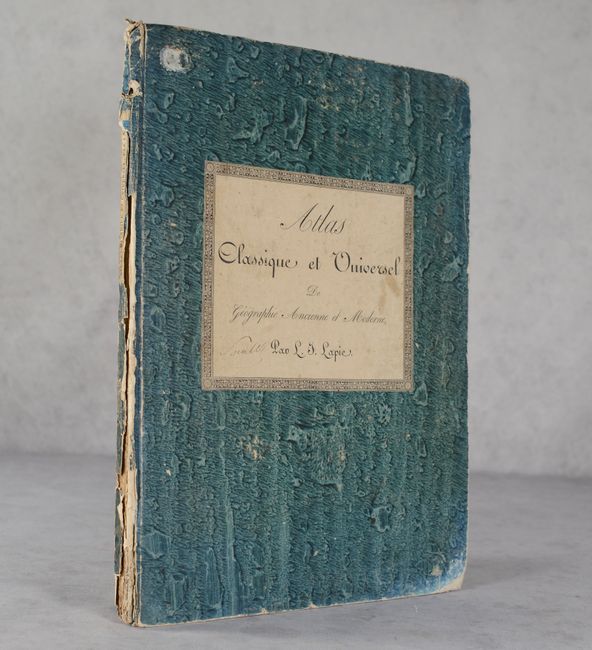 Atlas
Classique et Universel
De
Géographie Ancienne et Moderne,
Par L. J. Lapie.